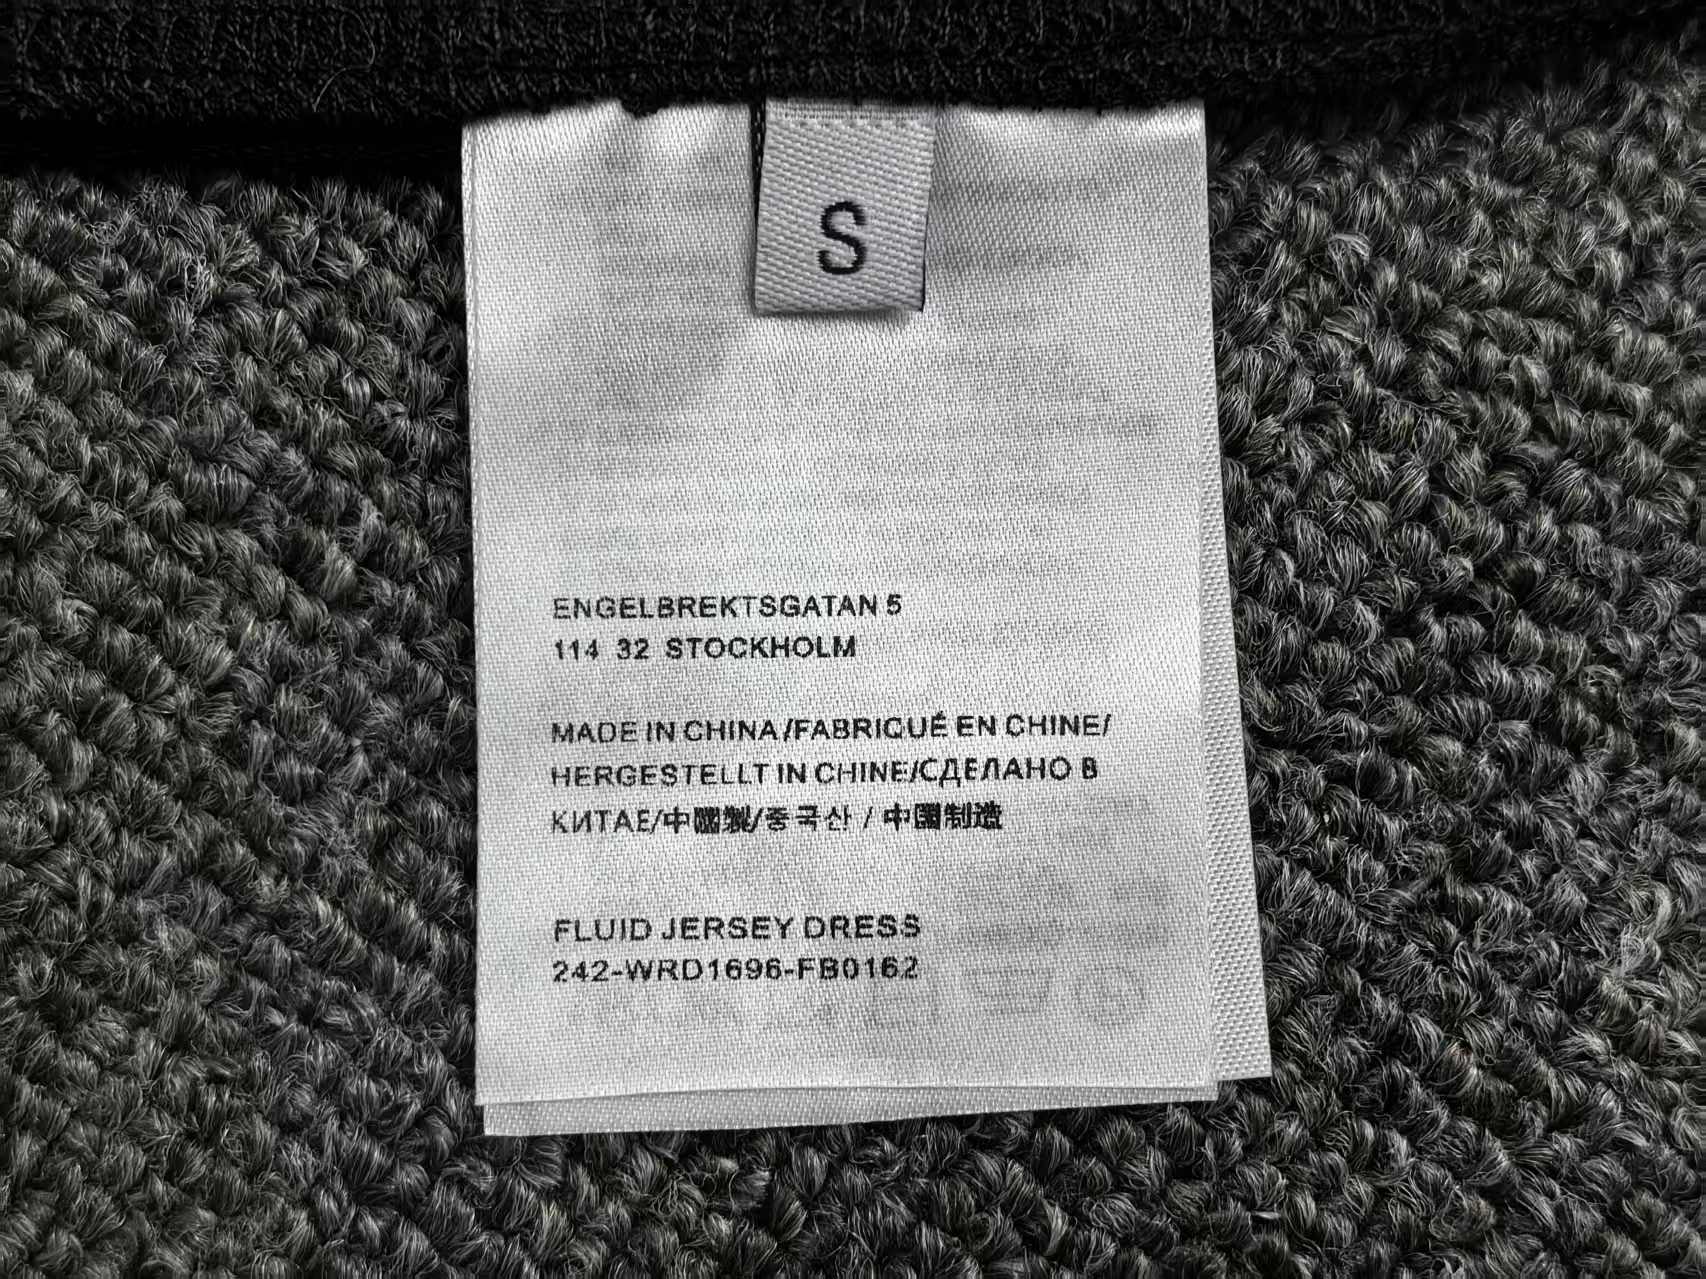 S
ENGELBREKTSGATAN 5
114 32 STOCKHOLM
MADE IN CHINA/FABRIQUÉ EN CHINE/
HERGESTELLT IN CHINE/СДЕЛАНО В
КИТАЕ/中國製/중국산 / 中國制造
FLUID JERSEY DRESS
242-WRD1696-FB0162